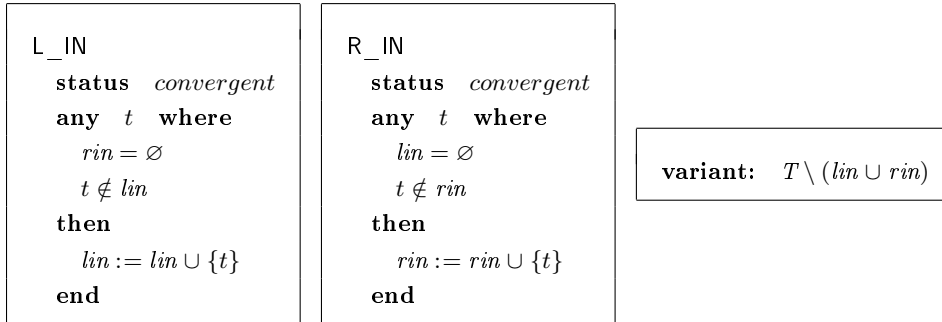 L_IN
status convergent
any t where
rin = ∅
t ∉ lin
then
lin := lin ∪ {t}
end
R_IN
status convergent
any t where
lin = ∅
t ∉ rin
then
rin := rin ∪ {t}
end
variant: T \ (lin ∪ rin)